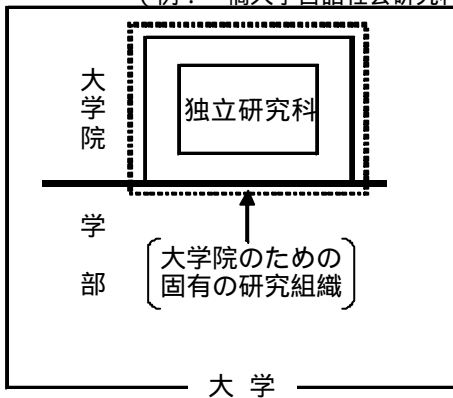 大学院
独立研究科
学部
大学院のための
固有の研究組織
大学